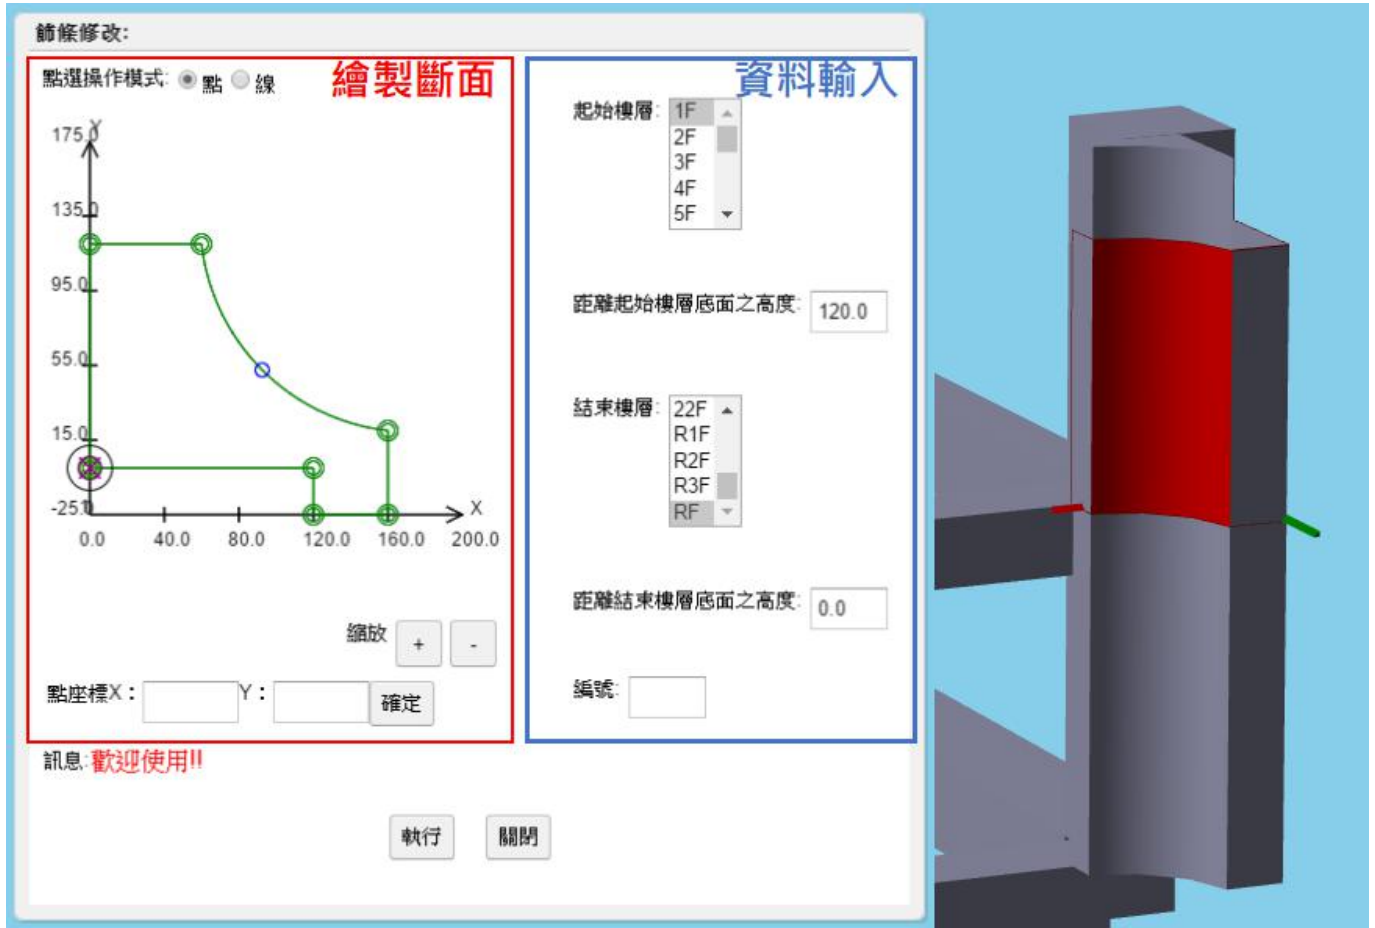 飾條修改:
點選操作模式: 點 線
繪製斷面
Y
175.0
135.0
95.0
55.0
15.0
-25.0
X
0.0 40.0 80.0 120.0 160.0 200.0
縮放 + -
點座標X： Y： 確定
資料輸入
起始樓層: 1F
2F
3F
4F
5F
距離起始樓層底面之高度: 120.0
結束樓層: 22F
R1F
R2F
R3F
RF
距離結束樓層底面之高度: 0.0
編號:
訊息:歡迎使用!!
執行 關閉